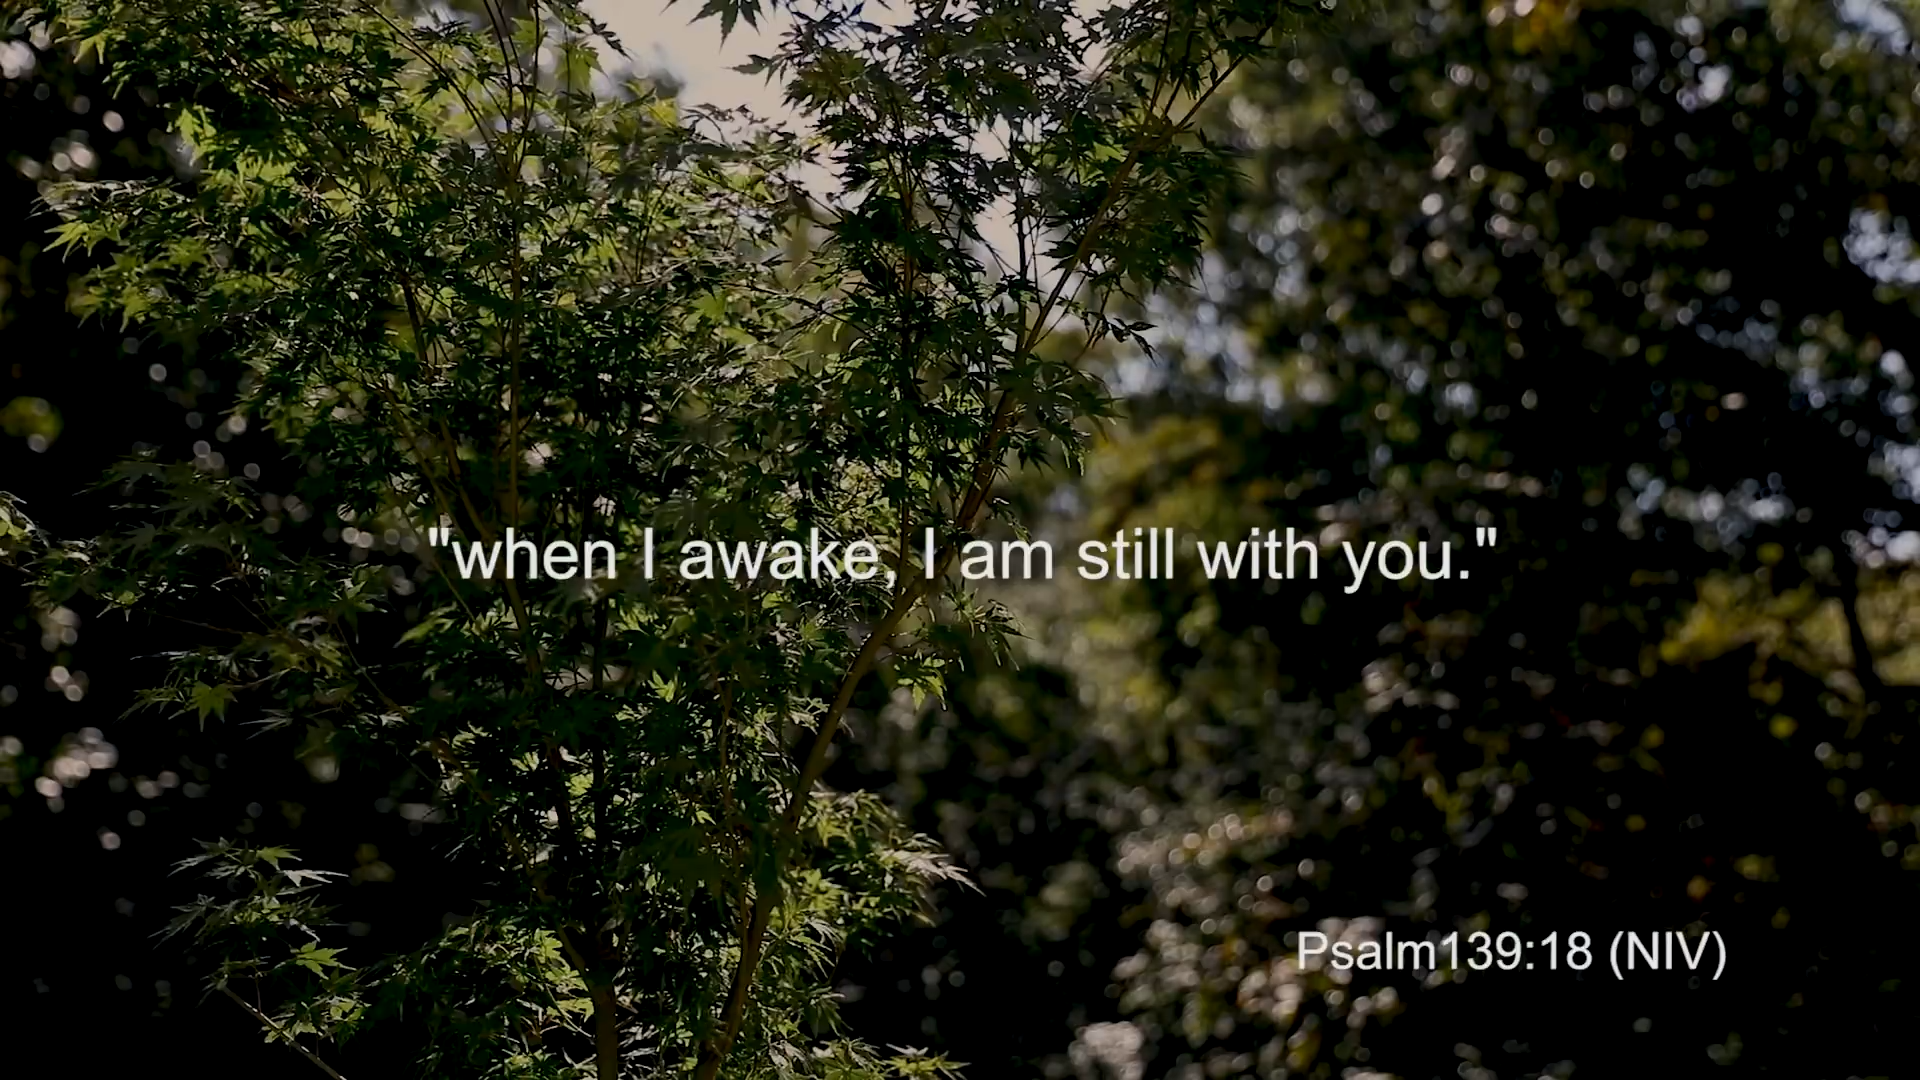 "when I awake, I am still with you."
Psalm139:18 (NIV)